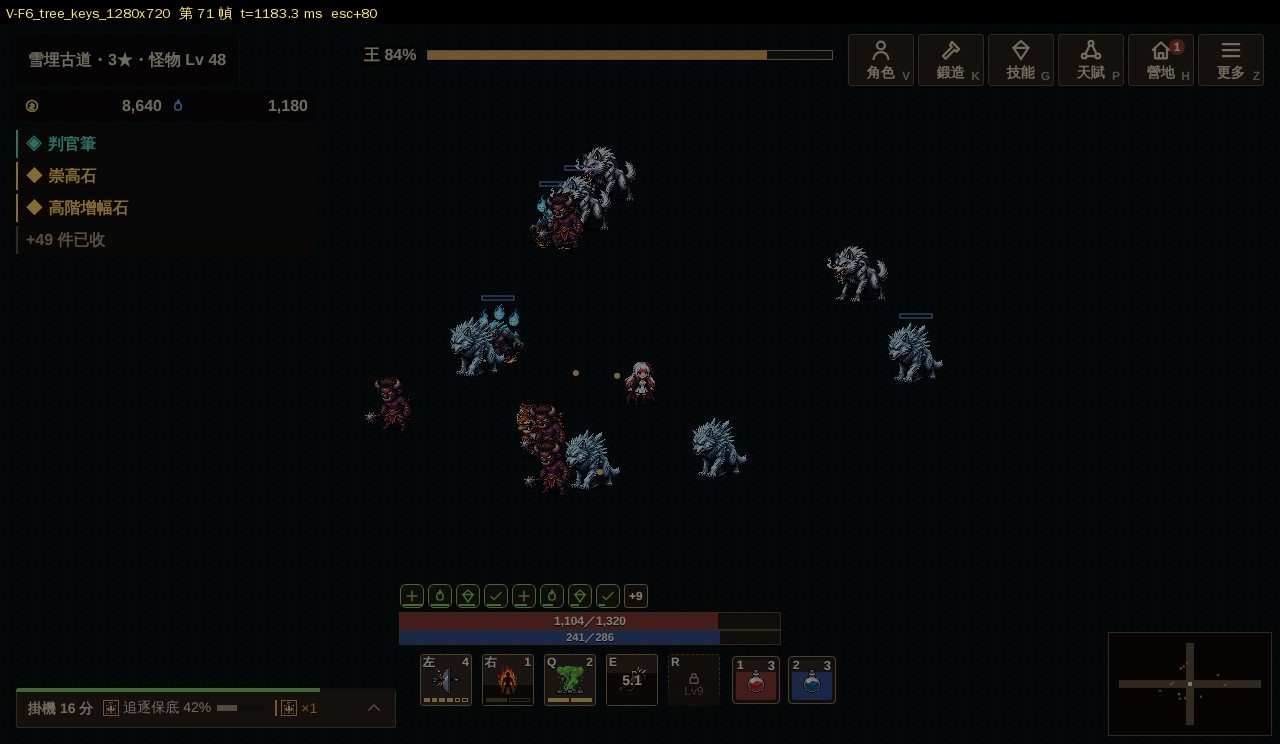 V-F6_tree_keys_1280x720 第 71 幀 t=1183.3 ms esc+80
雪埋古道・3★・怪物 Lv 48
王 84%
角色 V
鍛造 K
技能 G
天賦 P
營地 H 1
更多 Z
8,640 1,180
判官筆
崇高石
高階增幅石
+49 件已收
+9
1,104／1,320
241／286
左 4
右 1
Q 2
E 5.1
R Lv9
1 3
2 3
掛機 16 分 追逐保底 42% ×1